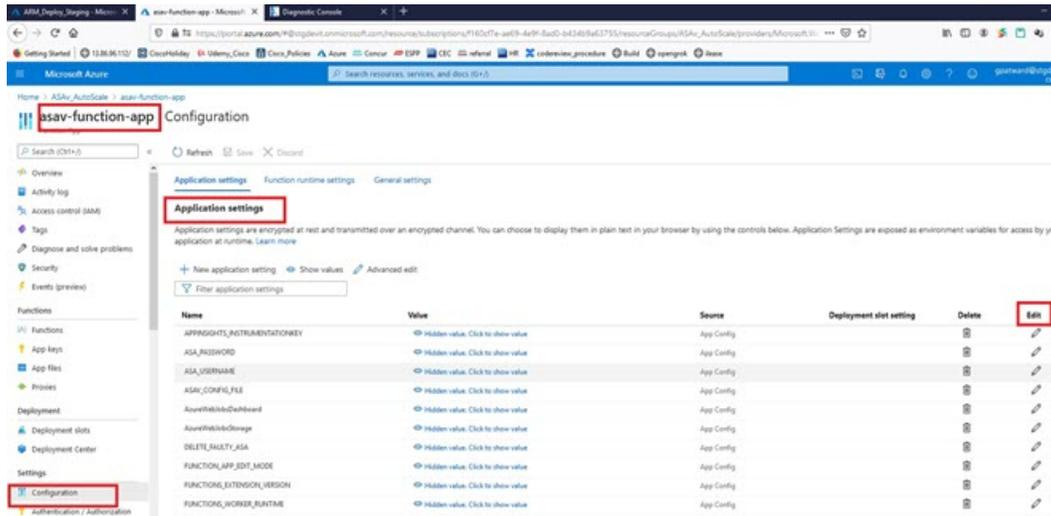 ARM_Deploy_Staging - Micros
asav-function-app - Microsoft
Diagnostic Console
Getting Started
13.86.96.112/
CiscoHoliday
Udemy_Cisco
Cisco_Policies
Azure
Concur
ESPP
CEC
referral
HR
codereview_procedure
Build
opengrok
ilease
Microsoft Azure
Search resources, services, and docs (G+/)
Home > ASAv_AutoScale > asav-function-app
asav-function-app Configuration
Search (Ctrl+/)
Refresh Save Discard
Overview
Activity log
Access control (IAM)
Tags
Diagnose and solve problems
Security
Events (preview)
Functions
Functions
App keys
App files
Proxies
Deployment
Deployment slots
Deployment Center
Settings
Configuration
Authentication / Authorization
Application settings Function runtime settings General settings
Application settings
Application settings are encrypted at rest and transmitted over an encrypted channel. You can choose to display them in plain text in your browser by using the controls below. Application Settings are exposed as environment variables for access by
application at runtime. Learn more
New application setting Show values Advanced edit
Filter application settings
Name Value Source Deployment slot setting Delete Edit
APPINSIGHTS_INSTRUMENTATIONKEY Hidden value. Click to show value App Config
ASA_PASSWORD Hidden value. Click to show value App Config
ASA_USERNAME Hidden value. Click to show value App Config
ASAV_CONFIG_FILE Hidden value. Click to show value App Config
AzureWebJobsDashboard Hidden value. Click to show value App Config
AzureWebJobsStorage Hidden value. Click to show value App Config
DELETE_FAULTY_ASA Hidden value. Click to show value App Config
FUNCTION_APP_EDIT_MODE Hidden value. Click to show value App Config
FUNCTIONS_EXTENSION_VERSION Hidden value. Click to show value App Config
FUNCTIONS_WORKER_RUNTIME Hidden value. Click to show value App Config